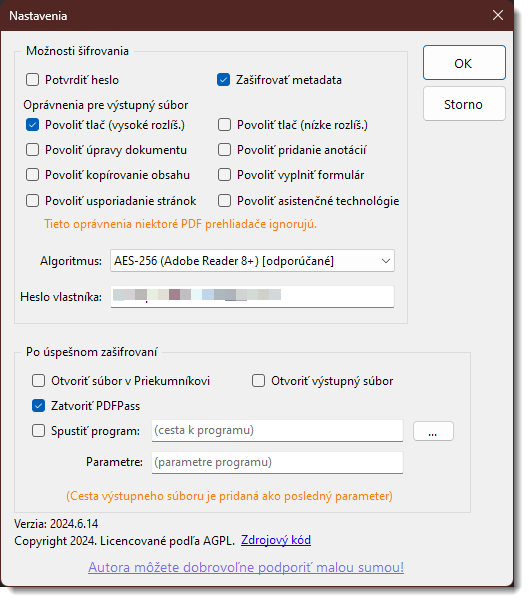 Nastavenia
Možnosti šifrovania
OK
Potvrdiť heslo
Zašifrovať metadata
Storno
Oprávnenia pre výstupný súbor
Povoliť tlač (vysoké rozlíš.)
Povoliť tlač (nízke rozlíš.)
Povoliť úpravy dokumentu
Povoliť pridanie anotácií
Povoliť kopírovanie obsahu
Povoliť vyplniť formulár
Povoliť usporiadanie stránok
Povoliť asistenčné technológie
Tieto oprávnenia niektoré PDF prehliadače ignorujú.
Algoritmus: AES-256 (Adobe Reader 8+) [odporúčané]
Heslo vlastníka:
Po úspešnom zašifrovaní
Otvoriť súbor v Priekumníkovi
Otvoriť výstupný súbor
Zatvoriť PDFPass
Spustiť program: (cesta k programu) ...
Parametre: (parametre programu)
(Cesta výstupneho súboru je pridaná ako posledný parameter)
Verzia: 2024.6.14
Copyright 2024. Licencované podľa AGPL. Zdrojový kód
Autora môžete dobrovoľne podporiť malou sumou!